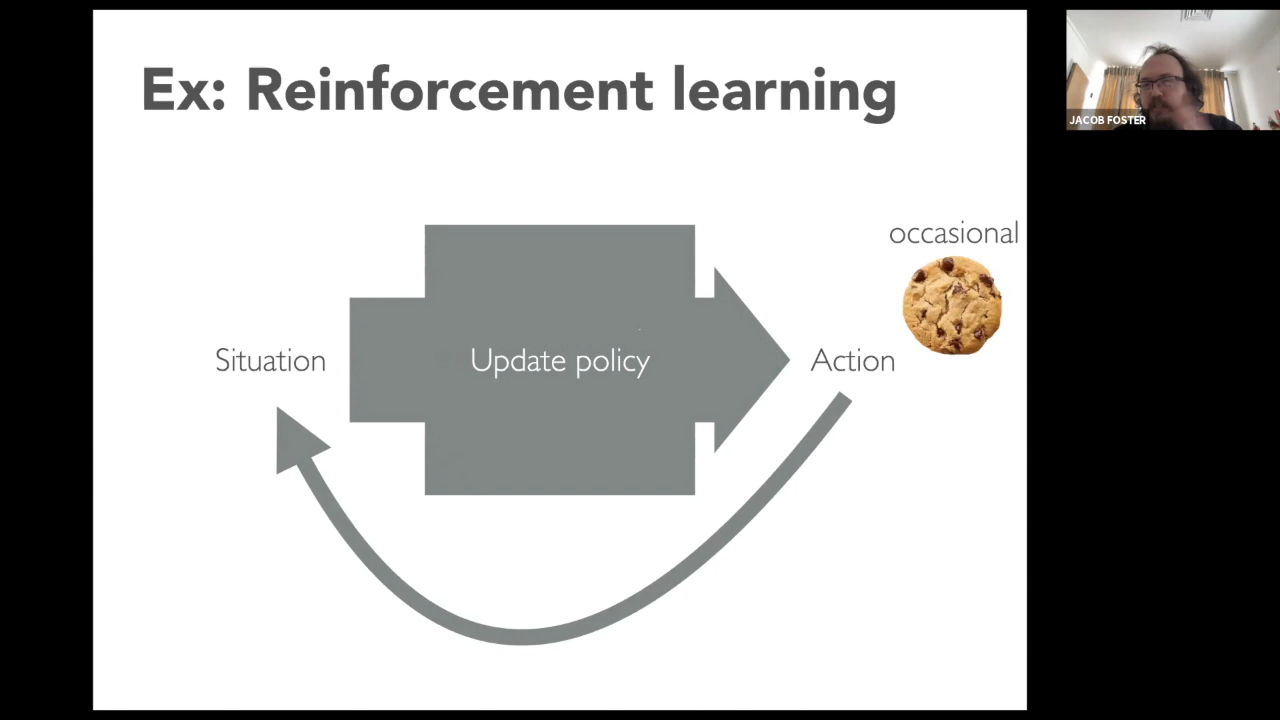 Ex: Reinforcement learning
JACOB FOSTER
occasional
Situation
Update policy
Action